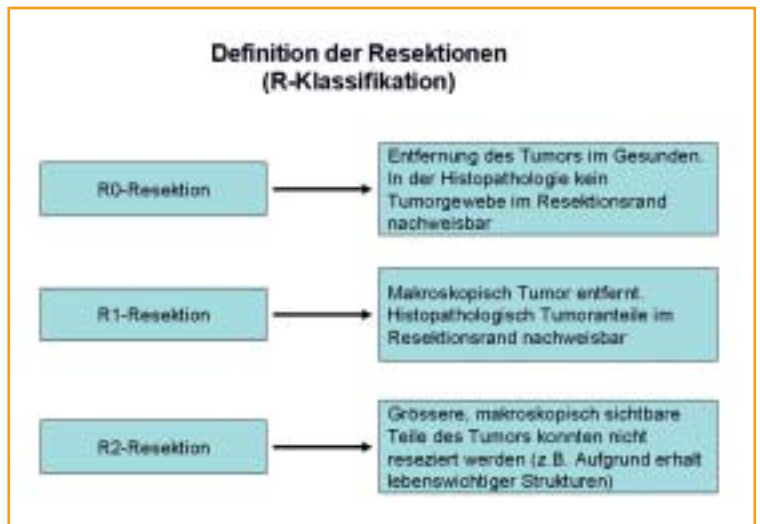 Definition der Resektionen
(R-Klassifikation)
R0-Resektion
Entfernung des Tumors im Gesunden.
In der Histopathologie kein
Tumorgewebe im Resektionsrand
nachweisbar
R1-Resektion
Makroskopisch Tumor entfernt.
Histopathologisch Tumoranteile im
Resektionsrand nachweisbar
R2-Resektion
Grössere, makroskopisch sichtbare
Teile des Tumors konnten nicht
reseziert werden (z.B. Aufgrund erhalt
lebenswichtiger Strukturen)